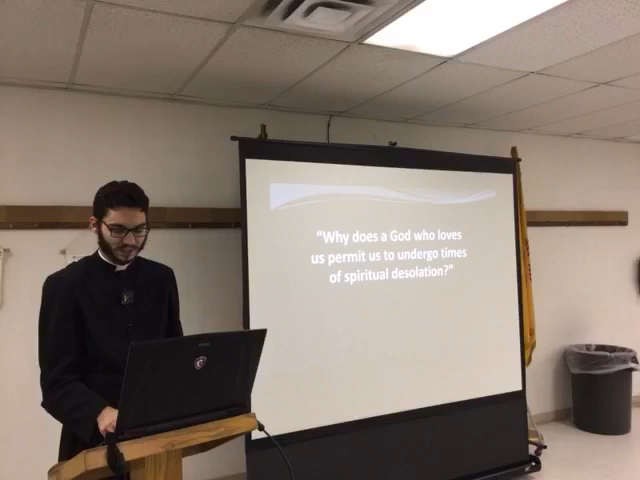 “Why does a God who loves
us permit us to undergo times
of spiritual desolation?”